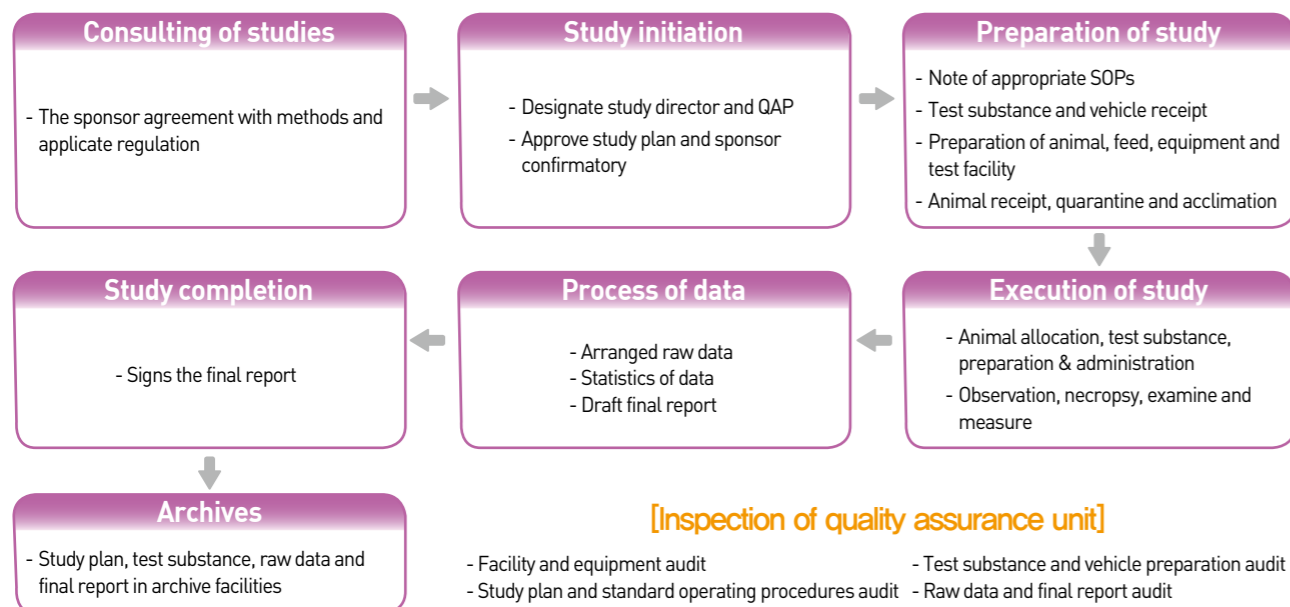 Consulting of studies
- The sponsor agreement with methods and
applicate regulation
Study initiation
- Designate study director and QAP
- Approve study plan and sponsor
confirmatory
Preparation of study
- Note of appropriate SOPs
- Test substance and vehicle receipt
- Preparation of animal, feed, equipment and
test facility
- Animal receipt, quarantine and acclimation
Execution of study
- Animal allocation, test substance,
preparation & administration
- Observation, necropsy, examine and
measure
Process of data
- Arranged raw data
- Statistics of data
- Draft final report
Study completion
- Signs the final report
Archives
- Study plan, test substance, raw data and
final report in archive facilities
[Inspection of quality assurance unit]
- Facility and equipment audit
- Study plan and standard operating procedures audit
- Test substance and vehicle preparation audit
- Raw data and final report audit